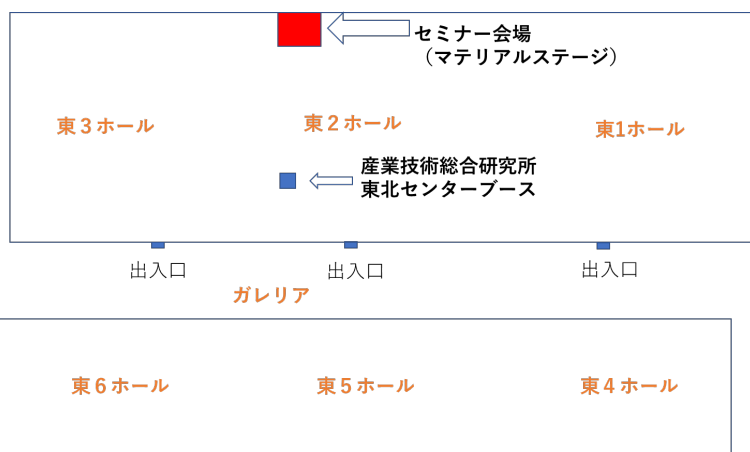 セミナー会場
（マテリアルステージ）
東３ホール
東２ホール
東1ホール
産業技術総合研究所
東北センターブース
出入口
出入口
出入口
ガレリア
東６ホール
東５ホール
東４ホール